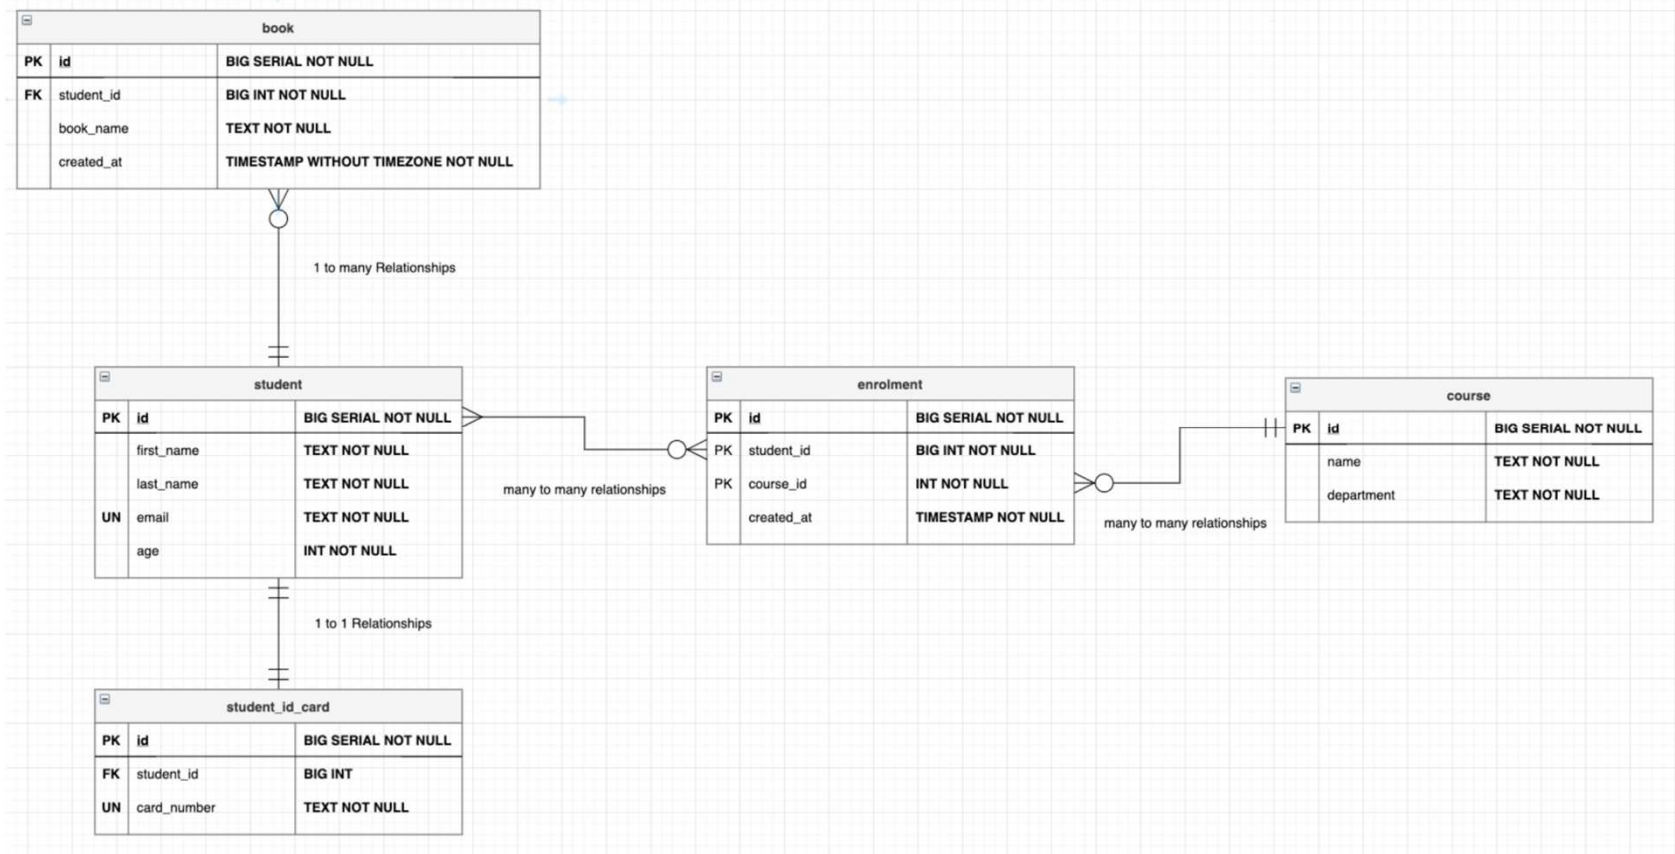 book
PK id BIG SERIAL NOT NULL
FK student_id BIG INT NOT NULL
book_name TEXT NOT NULL
created_at TIMESTAMP WITHOUT TIMEZONE NOT NULL
1 to many Relationships
student
PK id BIG SERIAL NOT NULL
first_name TEXT NOT NULL
last_name TEXT NOT NULL
UN email TEXT NOT NULL
age INT NOT NULL
many to many relationships
enrolment
PK id BIG SERIAL NOT NULL
PK student_id BIG INT NOT NULL
PK course_id INT NOT NULL
created_at TIMESTAMP NOT NULL
many to many relationships
course
PK id BIG SERIAL NOT NULL
name TEXT NOT NULL
department TEXT NOT NULL
1 to 1 Relationships
student_id_card
PK id BIG SERIAL NOT NULL
FK student_id BIG INT
UN card_number TEXT NOT NULL